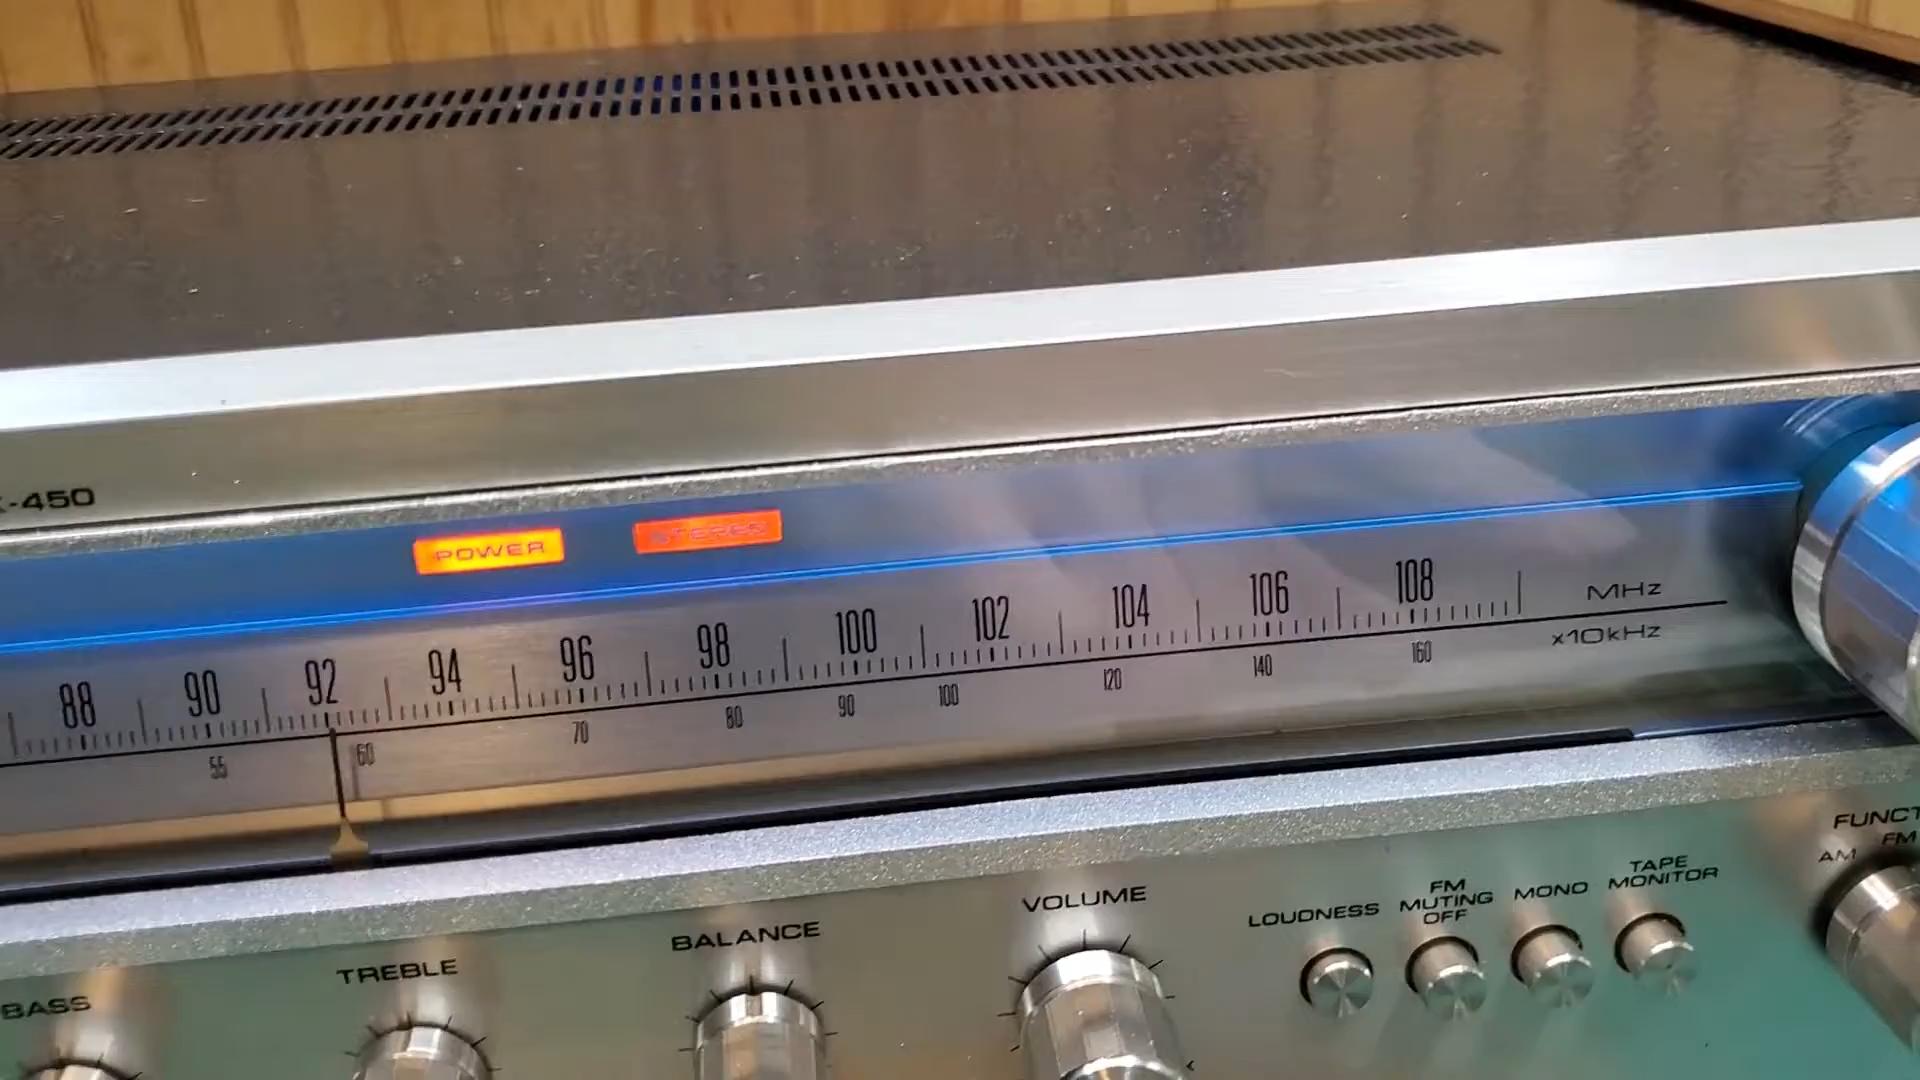 -450
POWER STEREO
88 90 92 94 96 98 100 102 104 106 108 MHz
55 60 70 80 90 100 120 140 160 x10kHz
BASS
TREBLE
BALANCE
VOLUME
LOUDNESS
FM
MUTING
OFF
MONO
TAPE
MONITOR
FUNCT
AM FM